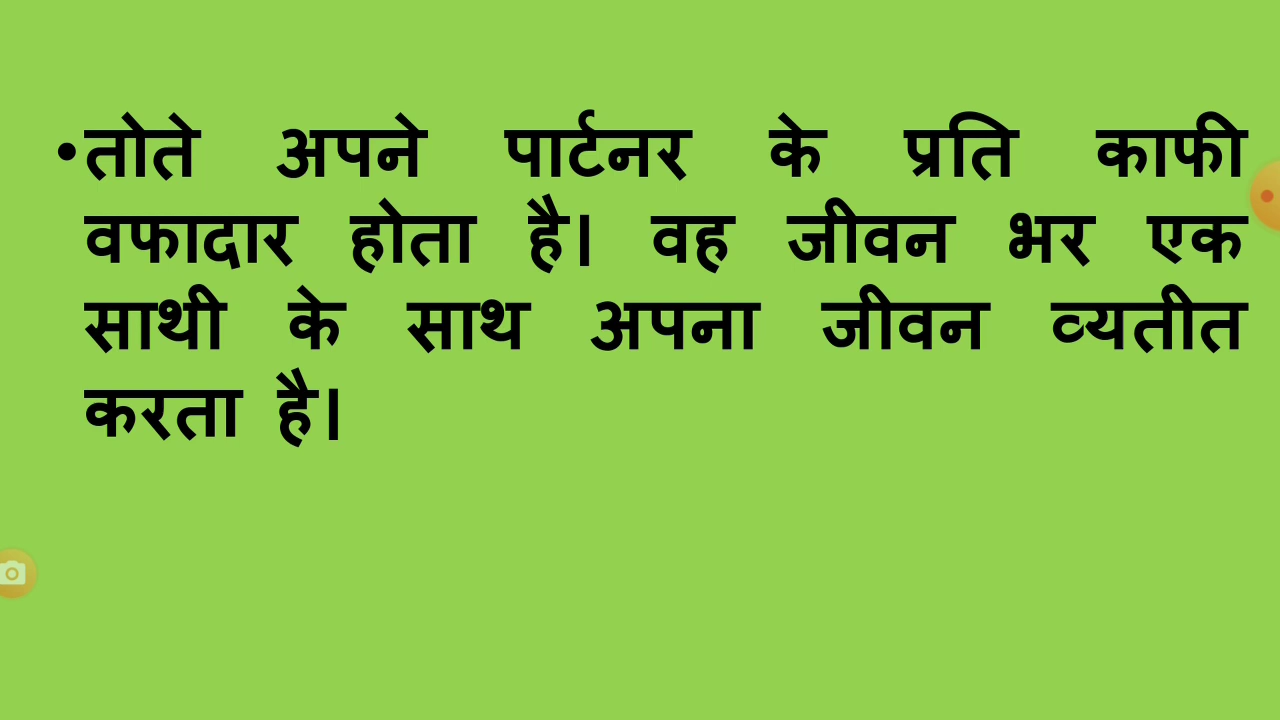 •तोते अपने पार्टनर के प्रति काफी
वफादार होता है। वह जीवन भर एक
साथी के साथ अपना जीवन व्यतीत
करता है।